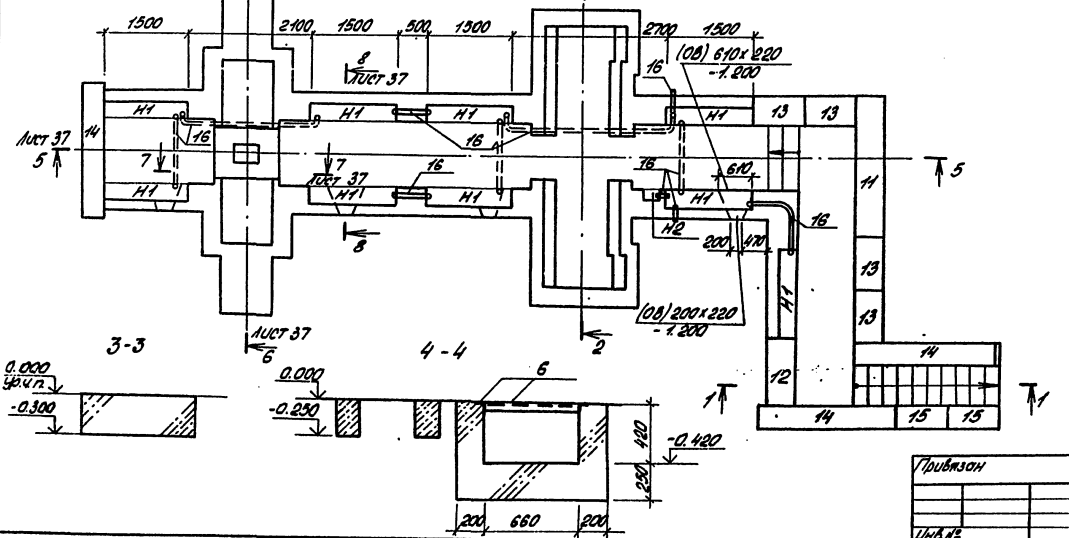 1500 2100 1500 500 1500 2700 1500
8
Лист 37
(ОВ) 610х220
-1.200
16
Н1 Н1 Н1 Н1 13 13
14 16 16
Лист 37
5 7 7 5
Лист 37
16 16 610 11
Н1 Н1 Н1 Н1
Н2 16
8 200 470
13
Н1
(ОВ) 200х220
-1.200
13
Лист 37
6 2
3-3 4-4
14
0.000
Ур.ч.п.
-0.300
0.000
-0.250
6
12
1 1
14 15 15
420
-0.420
250
200 660 200
Привязан
Инв.№